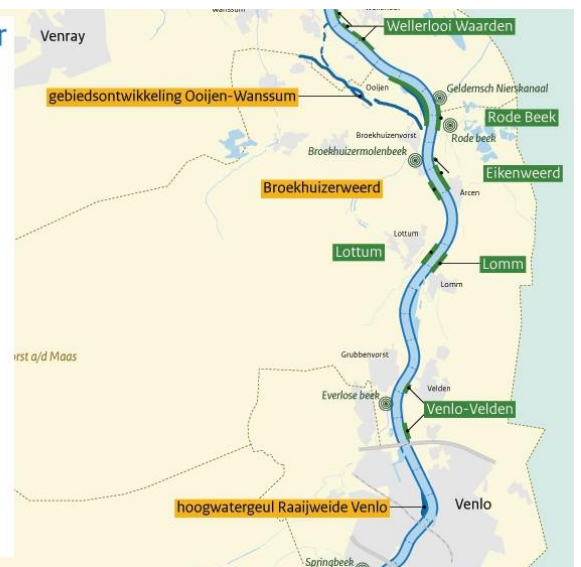 r
Wellerlooi Waarden
Venray
Wanssum
Ooijen
Geldernsch Nierskanaal
gebiedsontwikkeling Ooijen-Wanssum
Rode Beek
Broekhuizenvorst
Rode beek
Broekhuizermolenbeek
Eikenweerd
Broekhuizerweerd
Arcen
Lottum
Lottum
Lomm
Lomm
orst a/d Maas
Grubbenvorst
Everlose beek
Velden
Venlo-Velden
hoogwatergeul Raaijweide Venlo
Venlo
Springbeek